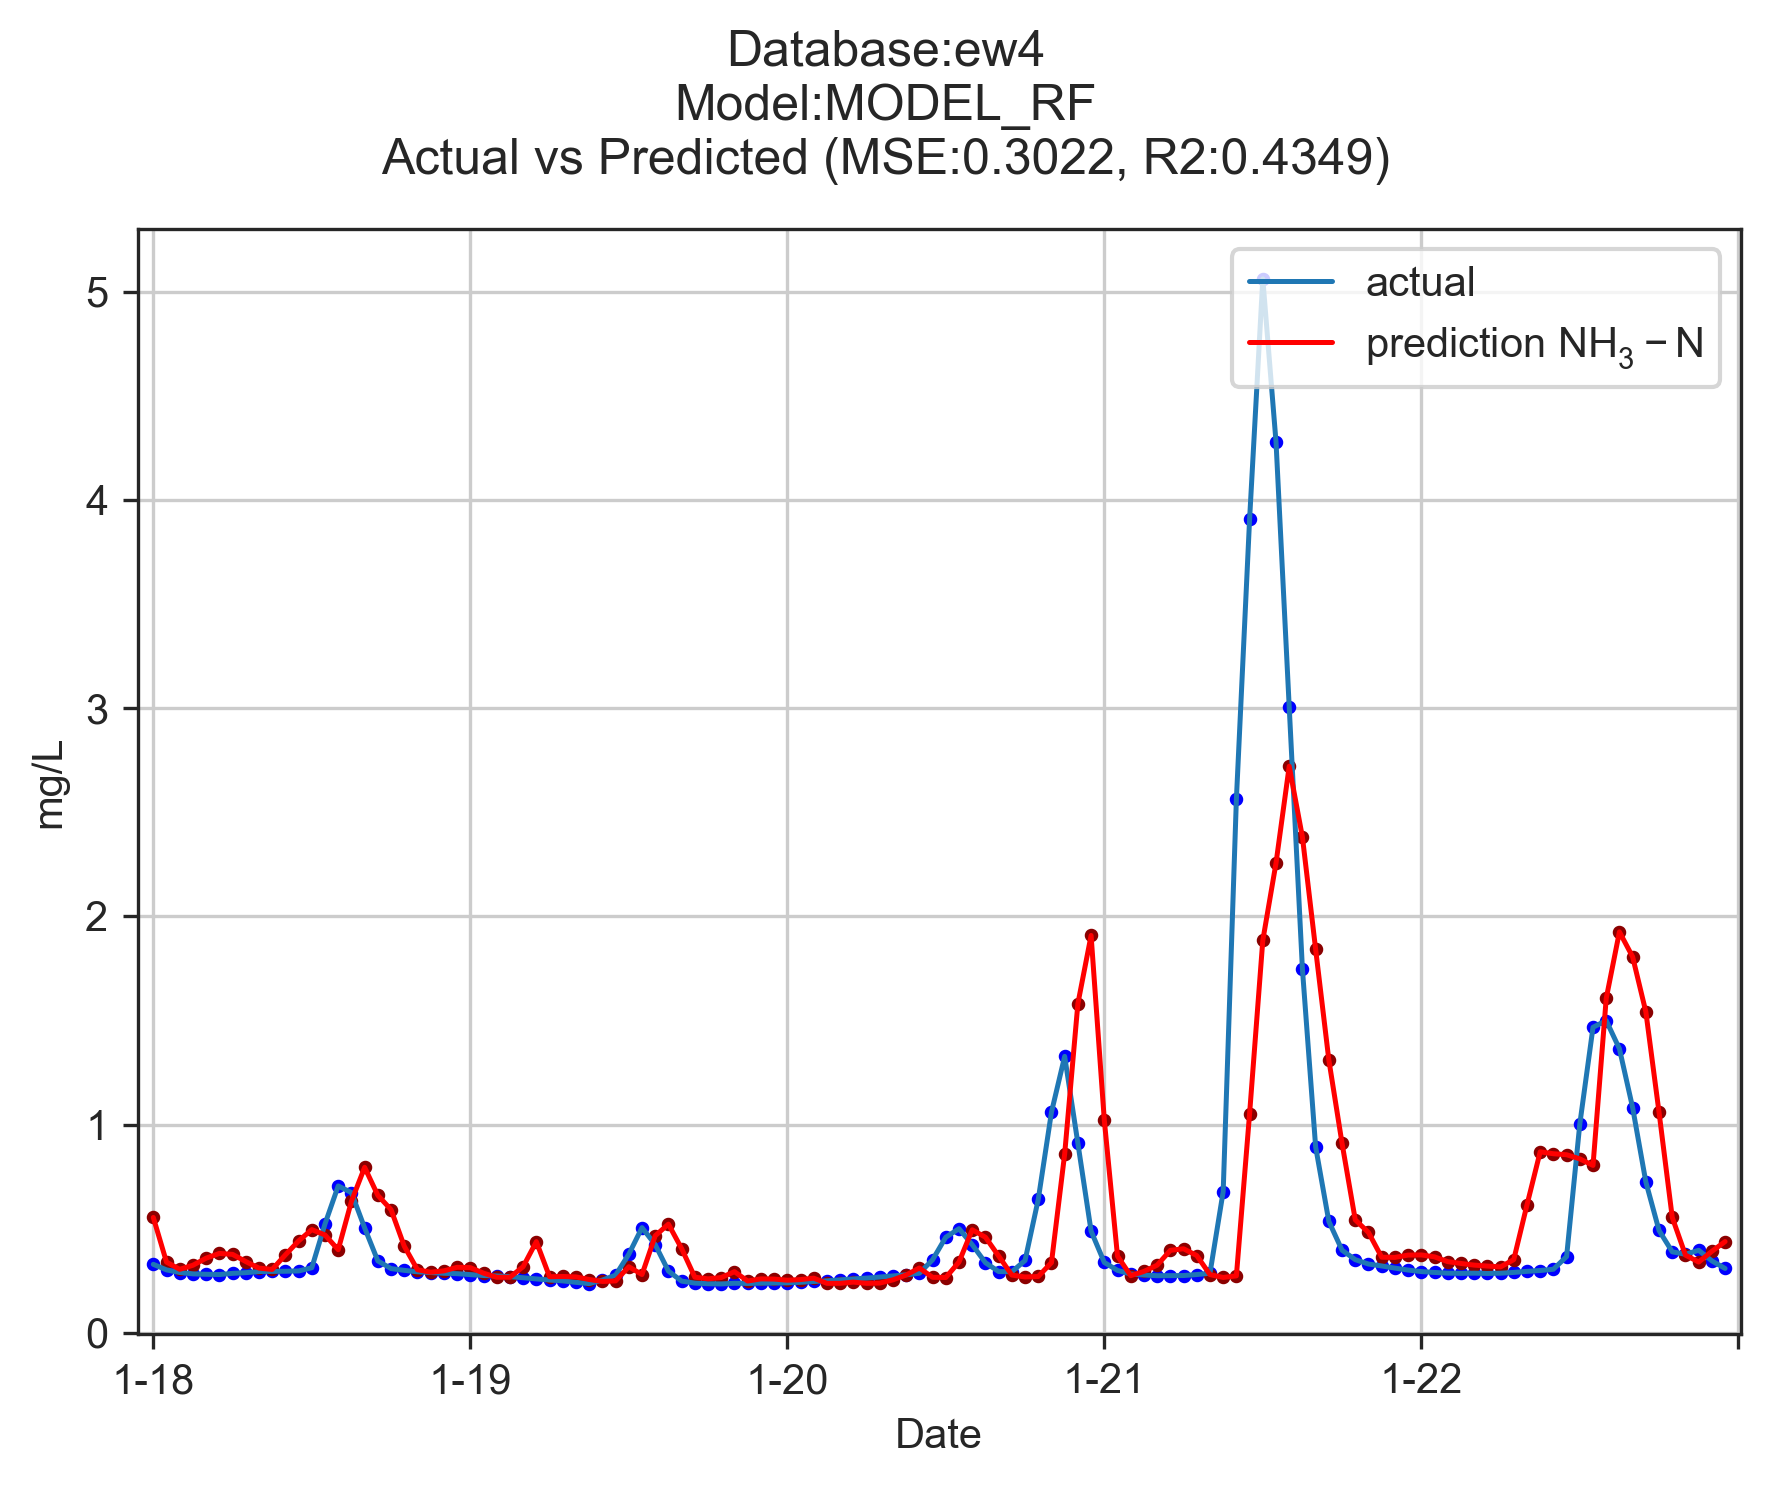 Database:ew4
Model:MODEL_RF
Actual vs Predicted (MSE:0.3022, R2:0.4349)
actual
prediction NH₃ − N
5
4
3
2
1
0
mg/L
1-18 1-19 1-20 1-21 1-22
Date